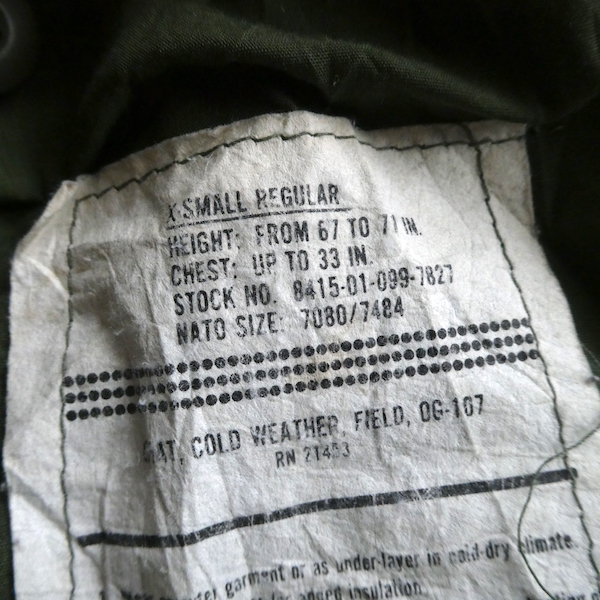 X-SMALL REGULAR
HEIGHT: FROM 67 TO 71 IN.
CHEST: UP TO 33 IN.
STOCK NO. 8415-01-099-7827
NATO SIZE: 7080/7484
COAT, COLD WEATHER, FIELD, OG-107
RN 21453
garment or as under-layer in cold-dry climate.
for added insulation.